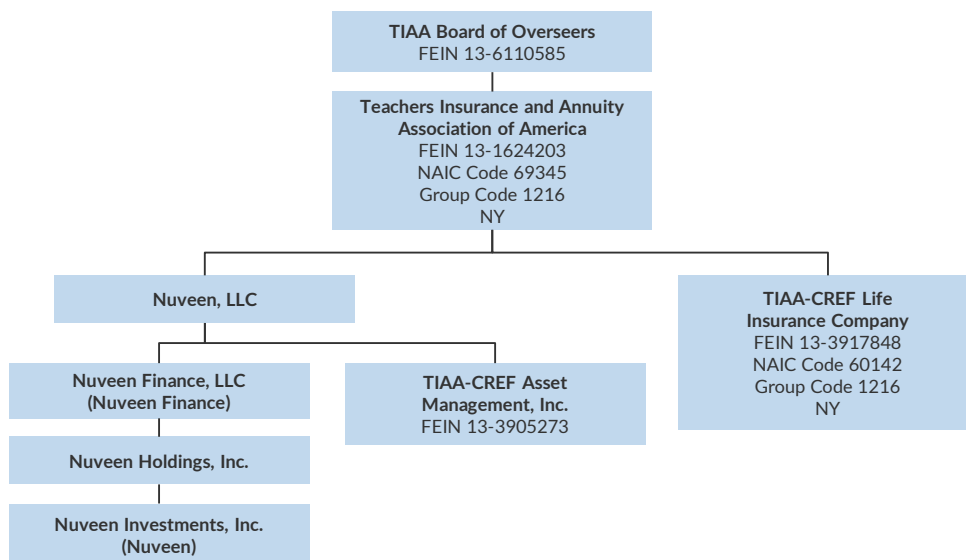 TIAA Board of Overseers
FEIN 13-6110585
Teachers Insurance and Annuity
Association of America
FEIN 13-1624203
NAIC Code 69345
Group Code 1216
NY
Nuveen, LLC
TIAA-CREF Life
Insurance Company
FEIN 13-3917848
NAIC Code 60142
Group Code 1216
NY
Nuveen Finance, LLC
(Nuveen Finance)
TIAA-CREF Asset
Management, Inc.
FEIN 13-3905273
Nuveen Holdings, Inc.
Nuveen Investments, Inc.
(Nuveen)